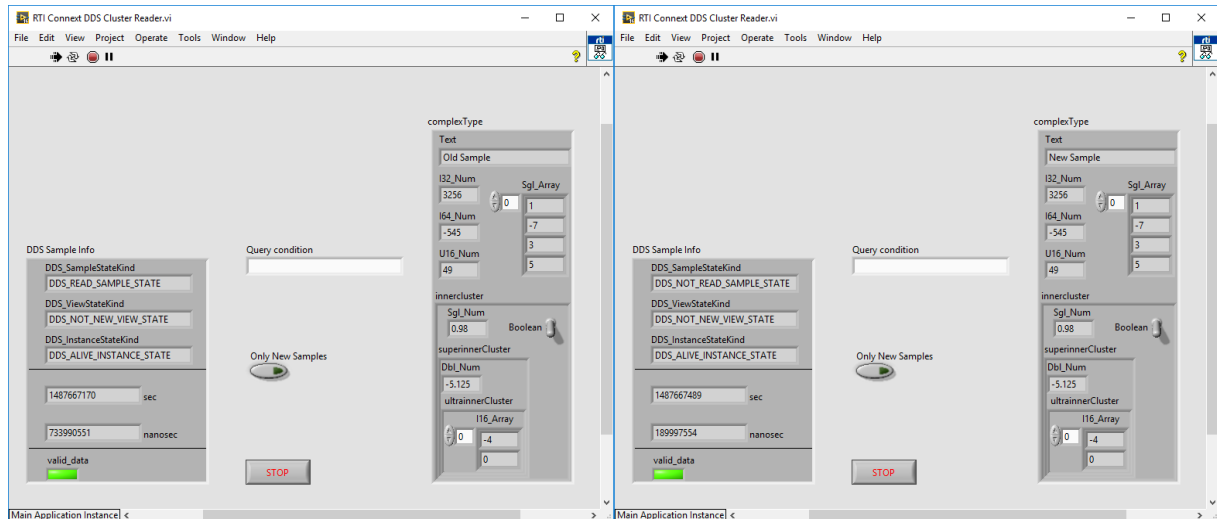 RTI Connext DDS Cluster Reader.vi
File Edit View Project Operate Tools Window Help
rti
complexType
Text
Old Sample
I32_Num
3256
Sgl_Array
0
1
I64_Num
-545
-7
3
U16_Num
49
5
DDS Sample Info
DDS_SampleStateKind
DDS_READ_SAMPLE_STATE
DDS_ViewStateKind
DDS_NOT_NEW_VIEW_STATE
DDS_InstanceStateKind
DDS_ALIVE_INSTANCE_STATE
1487667170 sec
733990551 nanosec
valid_data
Query condition
Only New Samples
STOP
innercluster
Sgl_Num
0.98
Boolean
superinnerCluster
Dbl_Num
-5.125
ultrainnerCluster
I16_Array
0
-4
0
Main Application Instance
RTI Connext DDS Cluster Reader.vi
File Edit View Project Operate Tools Window Help
rti
complexType
Text
New Sample
I32_Num
3256
Sgl_Array
0
1
I64_Num
-545
-7
3
U16_Num
49
5
DDS Sample Info
DDS_SampleStateKind
DDS_NOT_READ_SAMPLE_STATE
DDS_ViewStateKind
DDS_NOT_NEW_VIEW_STATE
DDS_InstanceStateKind
DDS_ALIVE_INSTANCE_STATE
1487667489 sec
189997554 nanosec
valid_data
Query condition
Only New Samples
STOP
innercluster
Sgl_Num
0.98
Boolean
superinnerCluster
Dbl_Num
-5.125
ultrainnerCluster
I16_Array
0
-4
0
Main Application Instance